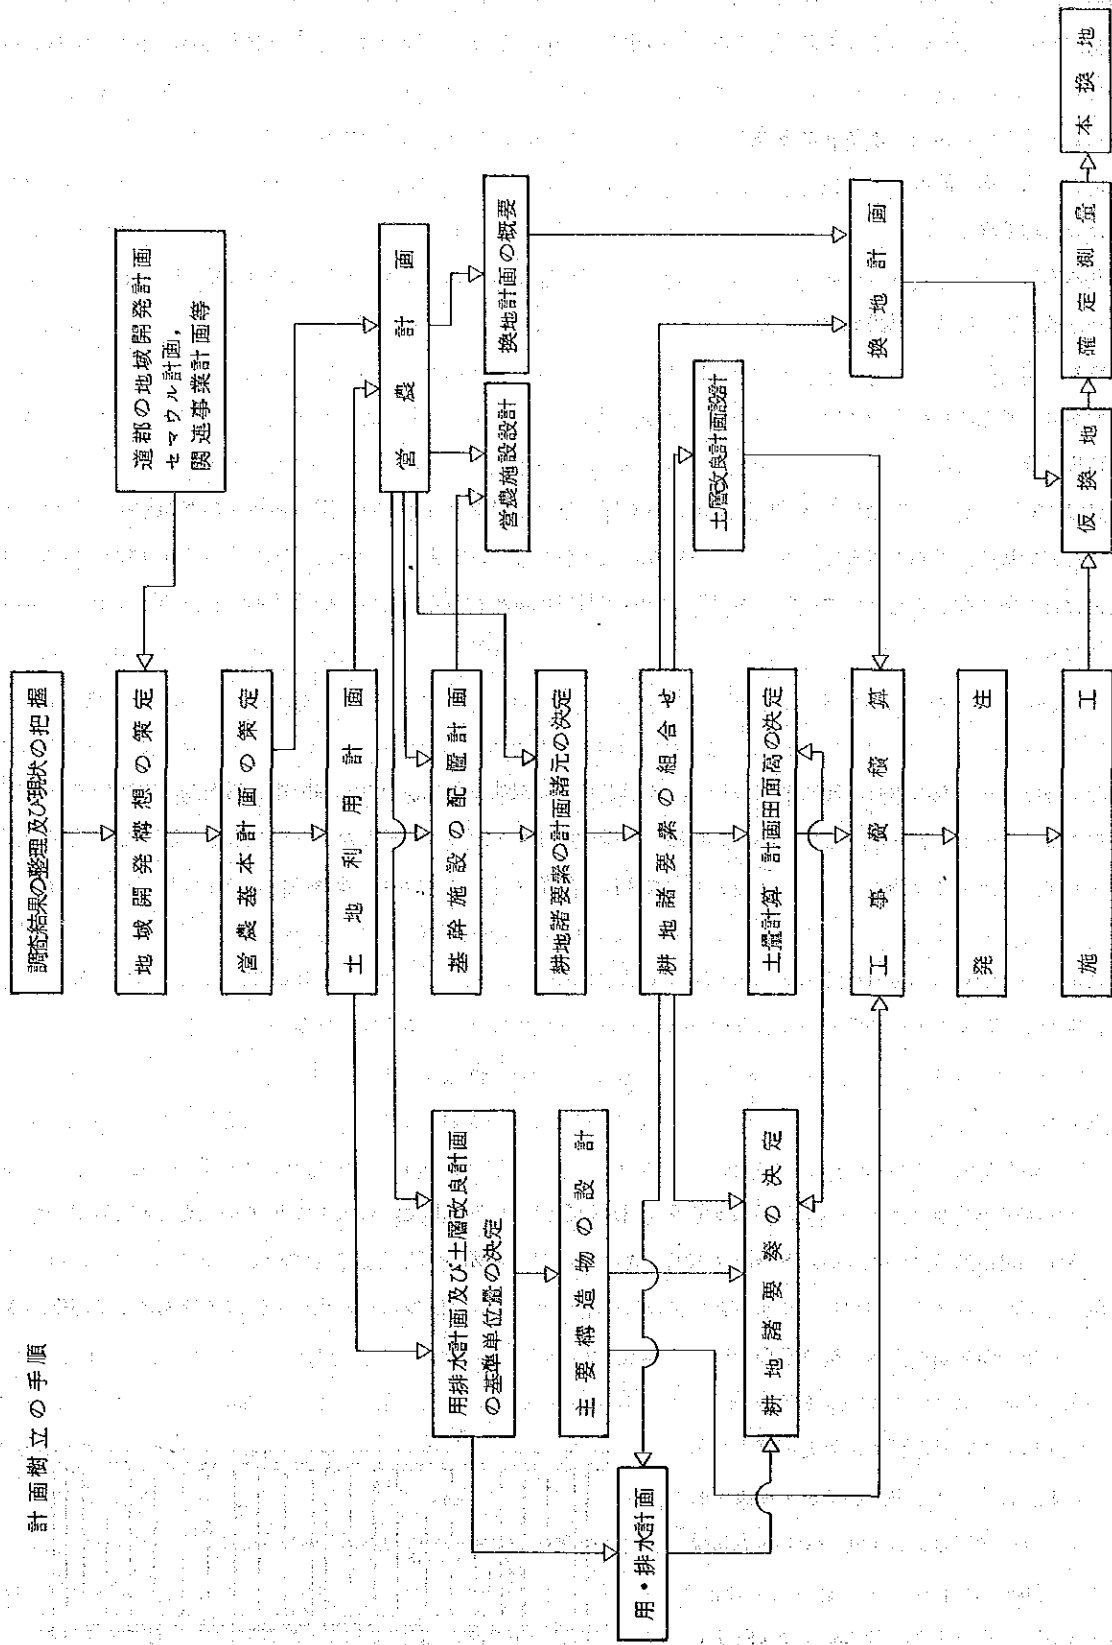 計画樹立の手順
調査結果の整理及び現状の把握
地域開発構想の策定
道郡の地域開発計画
セマウル計画,
関連事業計画等
営農基本計画の策定
土地利用計画
営農計画
用排水計画及び土層改良計画
の基準単位量の決定
基幹施設の配置計画
営農施設設計
換地計画の概要
主要構造物の設計
耕地諸要素の計画諸元の決定
用・排水計画
耕地諸要素の組合せ
土層改良計画設計
耕地諸要葵の決定
土量計算 計画田面高の決定
工事費積算
換地計画
発注
施工
仮換地
確定測量
本換地